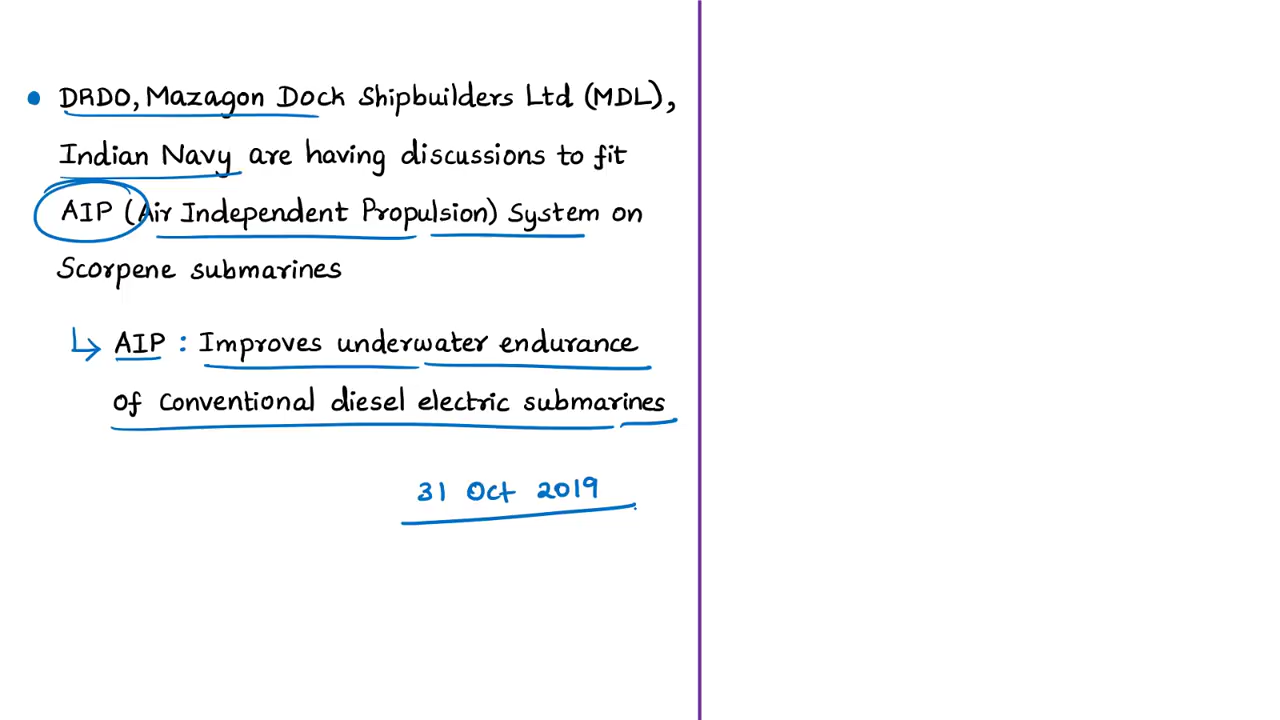 • DRDO, Mazagon Dock Shipbuilders Ltd (MDL),
Indian Navy are having discussions to fit
AIP (Air Independent Propulsion) System on
Scorpene submarines
↳ AIP : Improves underwater endurance
of conventional diesel electric submarines
31 Oct 2019